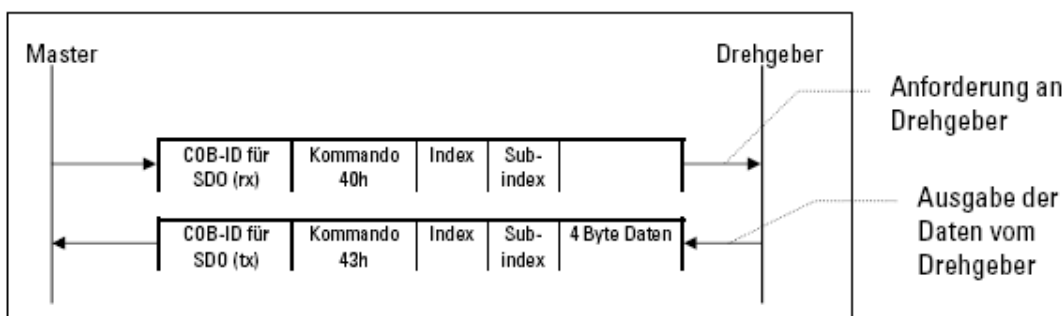 Master
Drehgeber
Anforderung an
Drehgeber
COB-ID für
SDO (rx)
Kommando
40h
Index
Sub-
index
COB-ID für
SDO (tx)
Kommando
43h
Index
Sub-
index
4 Byte Daten
Ausgabe der
Daten vom
Drehgeber